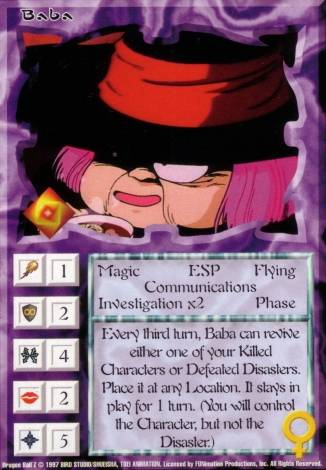 Baba
1
2
4
2
5
Magic ESP Flying
Communications
Investigation x2 Phase
Every third turn, Baba can revive
either one of your Killed
Characters or Defeated Disasters.
Place it at any Location. It stays in
play for 1 turn. (You will control
the Character, but not the
Disaster.)
Dragon Ball Z © 1997 BIRD STUDIO/SHUEISHA, TOEI ANIMATION, Licensed by FUNimation Productions, Inc. All Rights Reserved.